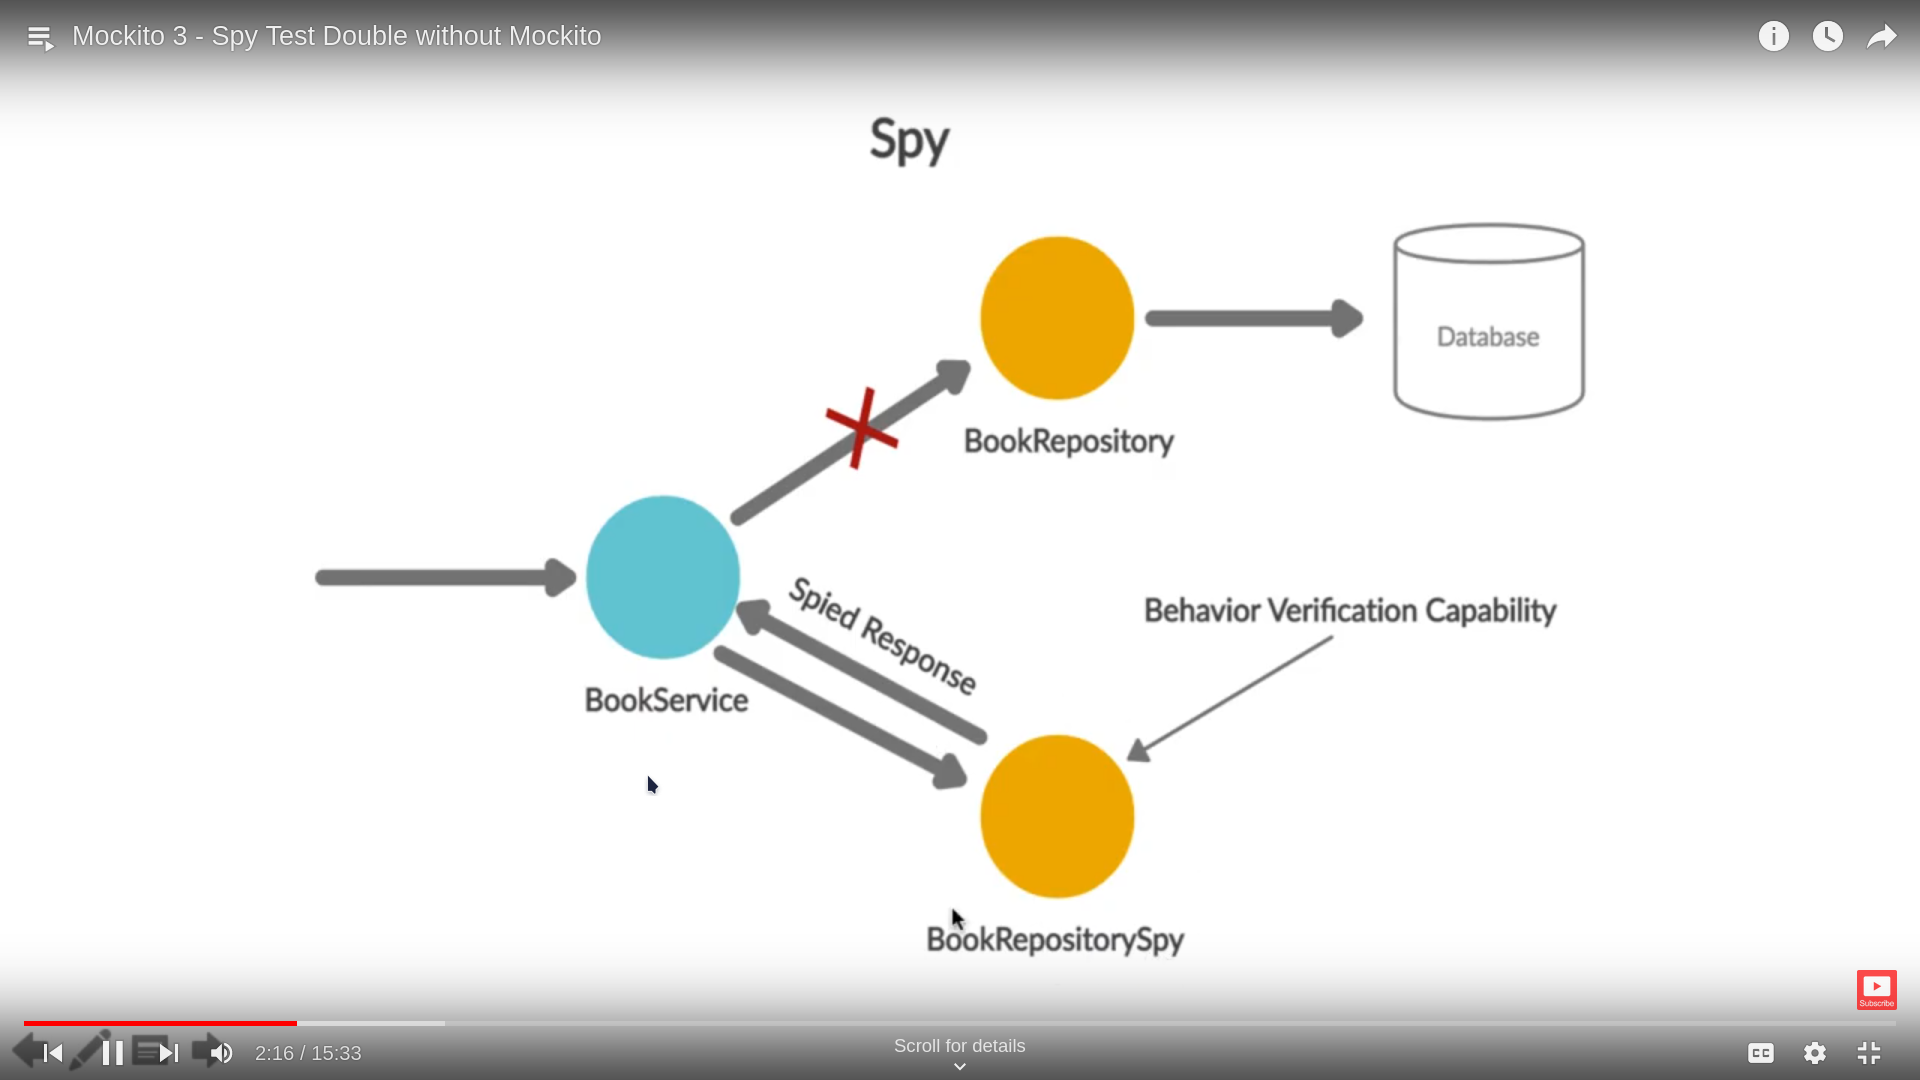 Mockito 3 - Spy Test Double without Mockito
Spy
Database
BookRepository
Spied Response
Behavior Verification Capability
BookService
BookRepositorySpy
Subscribe
2:16 / 15:33
Scroll for details
CC